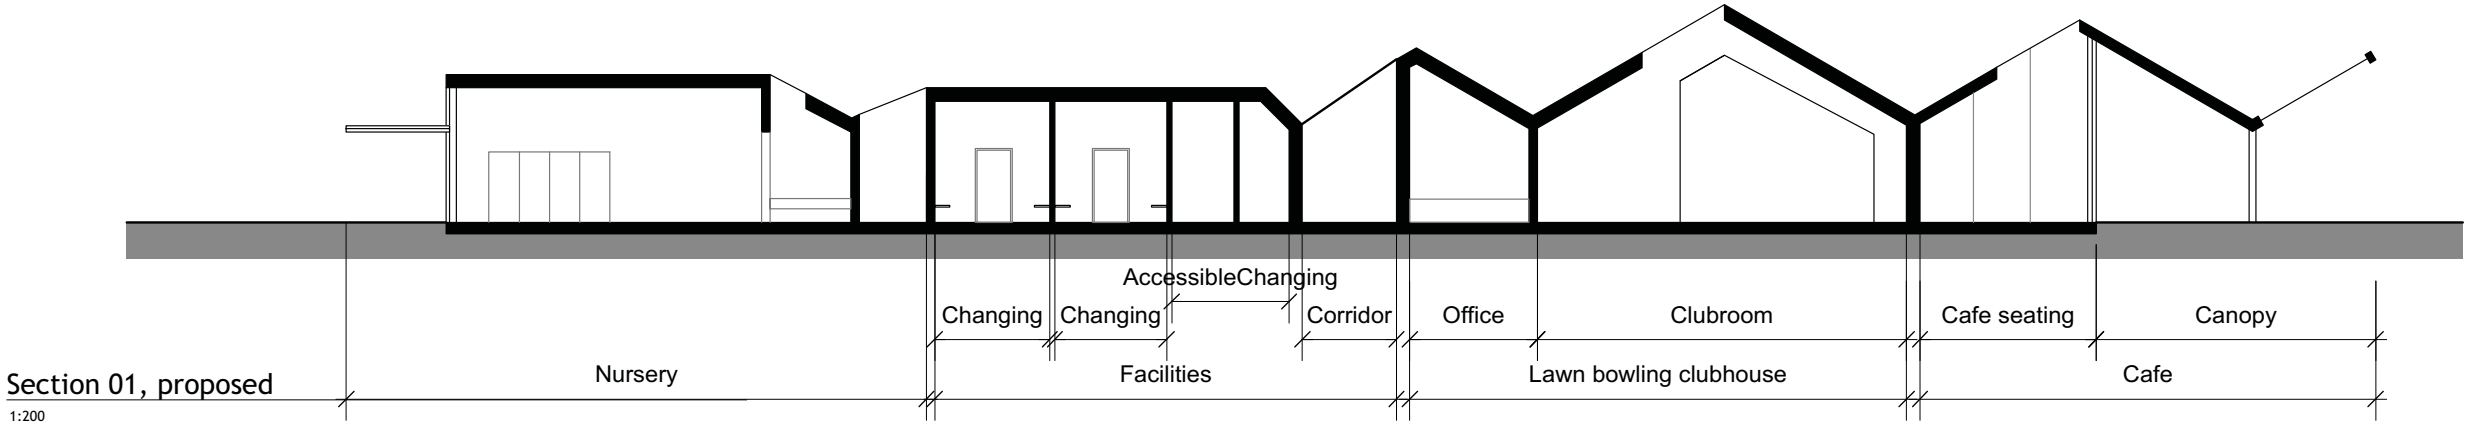 AccessibleChanging
Changing Changing Corridor Office Clubroom Cafe seating Canopy
Nursery Facilities Lawn bowling clubhouse Cafe
Section 01, proposed
1:200